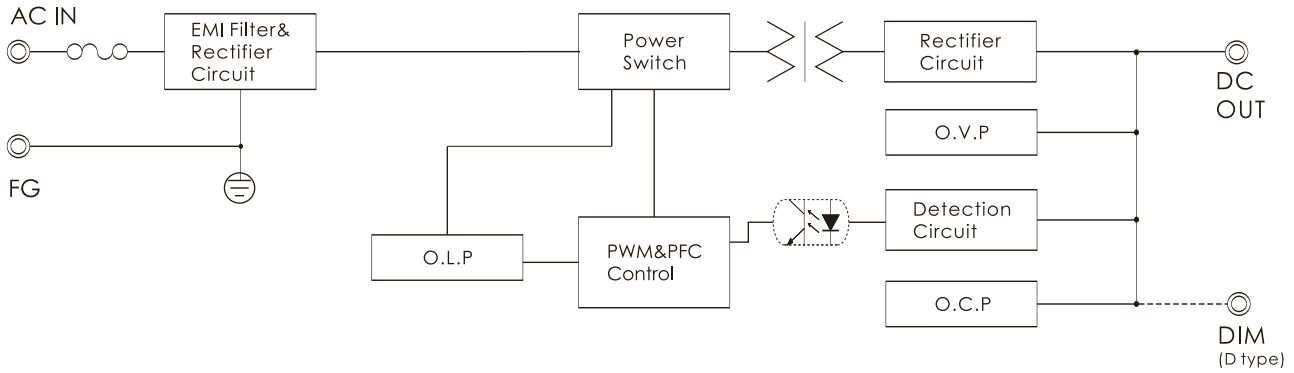 AC IN
EMI Filter&
Rectifier
Circuit
Power
Switch
Rectifier
Circuit
DC
OUT
O.V.P
FG
Detection
Circuit
O.L.P
PWM&PFC
Control
O.C.P
DIM
(D type)